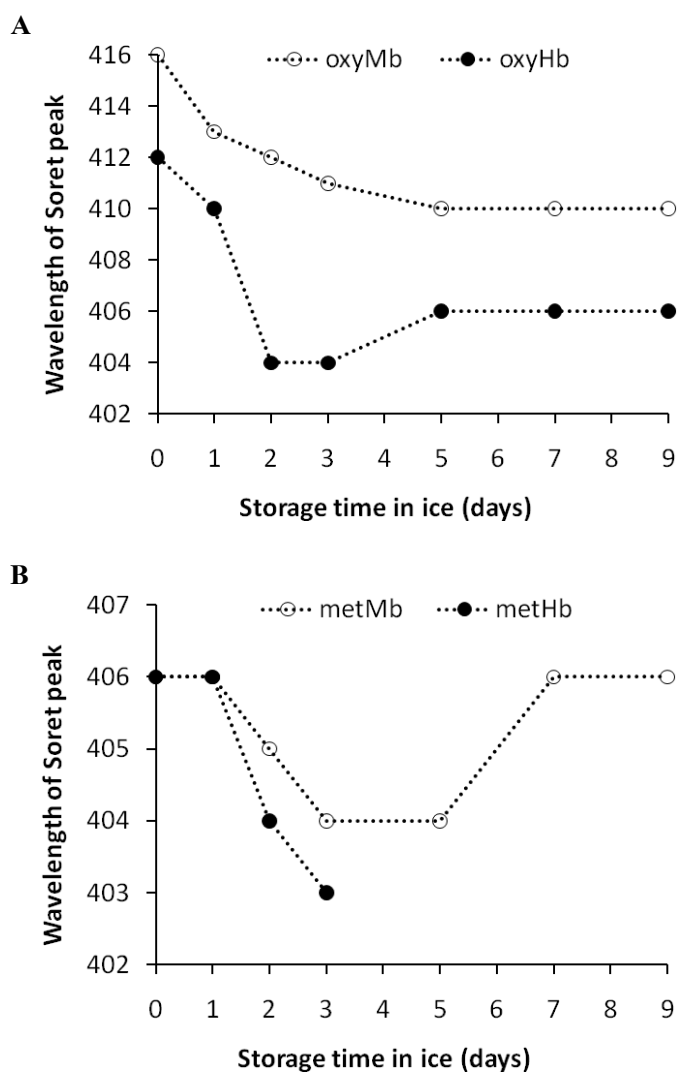 A
oxyMb oxyHb
416
414
412
410
408
406
404
402
Wavelength of Soret peak
0 1 2 3 4 5 6 7 8 9
Storage time in ice (days)
B
metMb metHb
407
406
405
404
403
402
Wavelength of Soret peak
0 1 2 3 4 5 6 7 8 9
Storage time in ice (days)